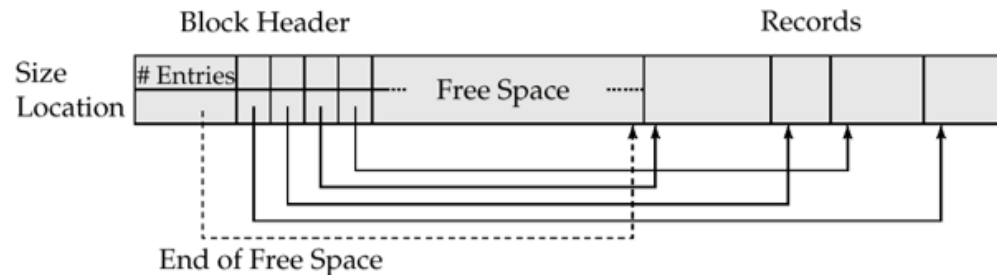 Block Header
Records
Size
# Entries
Location
Free Space
End of Free Space